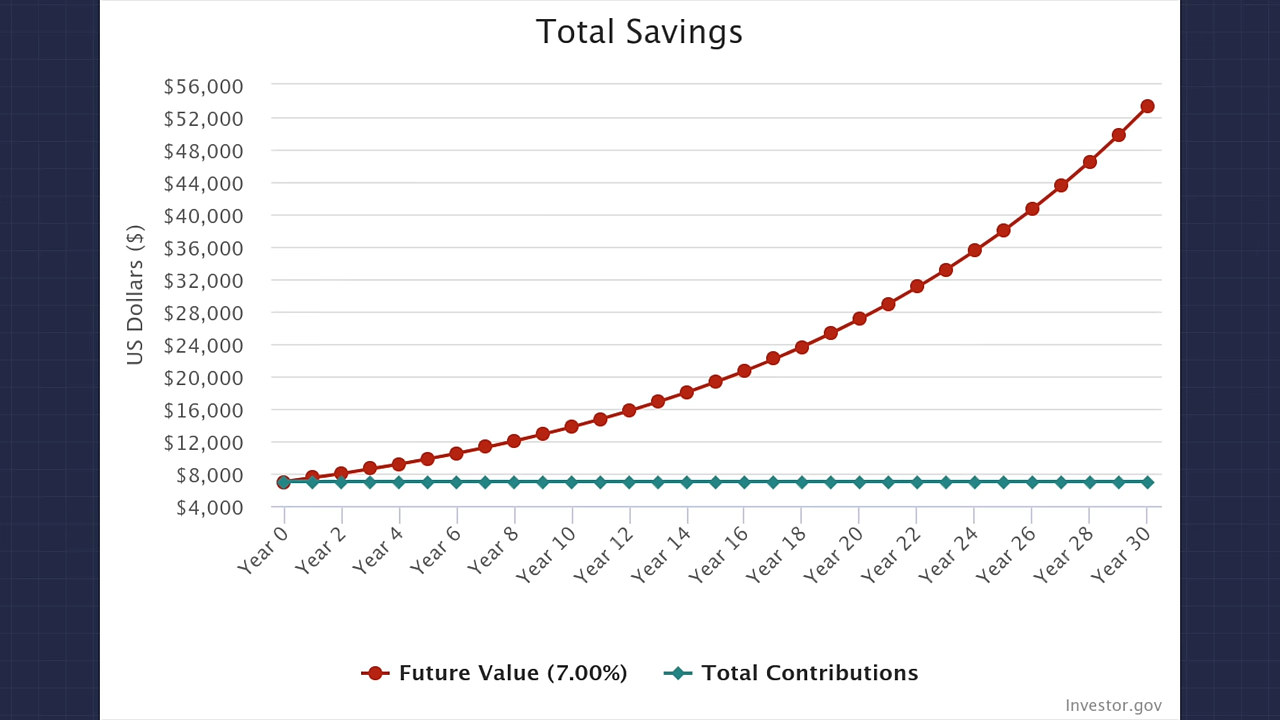 Total Savings
US Dollars ($)
$56,000
$52,000
$48,000
$44,000
$40,000
$36,000
$32,000
$28,000
$24,000
$20,000
$16,000
$12,000
$8,000
$4,000
Year 0
Year 2
Year 4
Year 6
Year 8
Year 10
Year 12
Year 14
Year 16
Year 18
Year 20
Year 22
Year 24
Year 26
Year 28
Year 30
Future Value (7.00%)
Total Contributions
Investor.gov